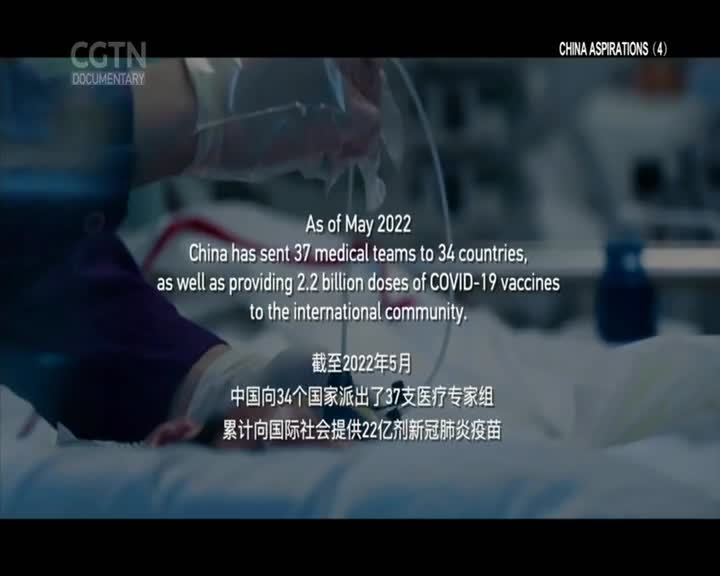 CGTN
DOCUMENTARY
CHINA ASPIRATIONS (4)
As of May 2022
China has sent 37 medical teams to 34 countries,
as well as providing 2.2 billion doses of COVID-19 vaccines
to the international community.
截至2022年5月
中国向34个国家派出了37支医疗专家组
累计向国际社会提供22亿剂新冠肺炎疫苗